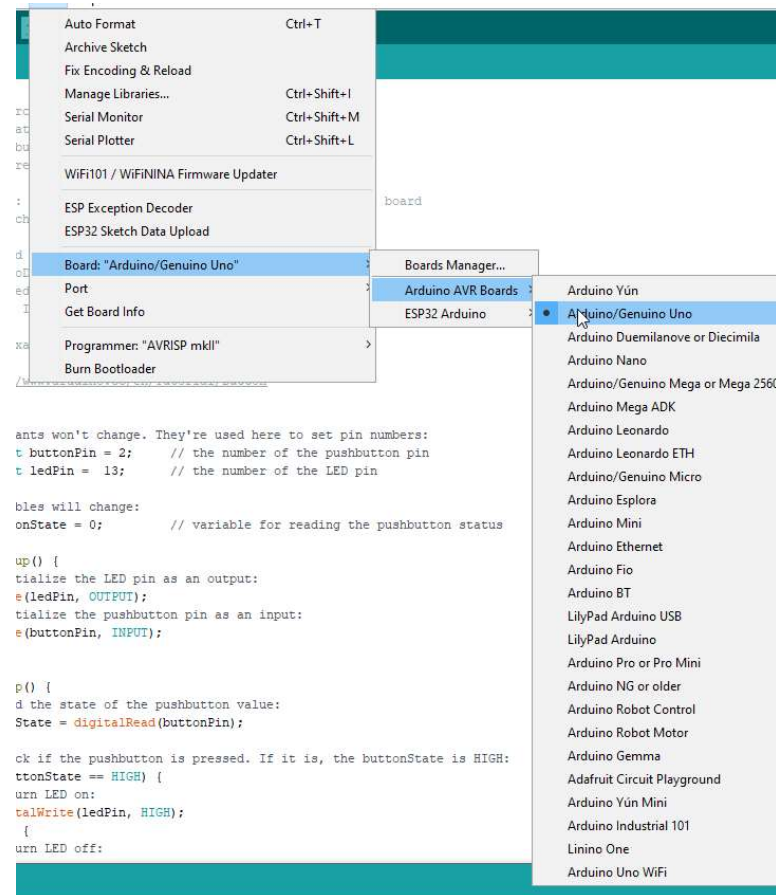 Auto Format Ctrl+T
Archive Sketch
Fix Encoding & Reload
Manage Libraries... Ctrl+Shift+I
Serial Monitor Ctrl+Shift+M
Serial Plotter Ctrl+Shift+L
WiFi101 / WiFiNINA Firmware Updater
ESP Exception Decoder
ESP32 Sketch Data Upload
Board: "Arduino/Genuino Uno"
Port
Get Board Info
Programmer: "AVRISP mkII"
Burn Bootloader
Boards Manager...
Arduino AVR Boards
ESP32 Arduino
Arduino Yún
Arduino/Genuino Uno
Arduino Duemilanove or Diecimila
Arduino Nano
Arduino/Genuino Mega or Mega 2560
Arduino Mega ADK
Arduino Leonardo
Arduino Leonardo ETH
Arduino/Genuino Micro
Arduino Esplora
Arduino Mini
Arduino Ethernet
Arduino Fio
Arduino BT
LilyPad Arduino USB
LilyPad Arduino
Arduino Pro or Pro Mini
Arduino NG or older
Arduino Robot Control
Arduino Robot Motor
Arduino Gemma
Adafruit Circuit Playground
Arduino Yún Mini
Arduino Industrial 101
Linino One
Arduino Uno WiFi
board
ants won't change. They're used here to set pin numbers:
t buttonPin = 2; // the number of the pushbutton pin
t ledPin = 13; // the number of the LED pin
bles will change:
onState = 0; // variable for reading the pushbutton status
up() {
tialize the LED pin as an output:
e(ledPin, OUTPUT);
tialize the pushbutton pin as an input:
e(buttonPin, INPUT);
p() {
d the state of the pushbutton value:
State = digitalRead(buttonPin);
ck if the pushbutton is pressed. If it is, the buttonState is HIGH:
ttonState == HIGH) {
urn LED on:
talWrite(ledPin, HIGH);
{
urn LED off: